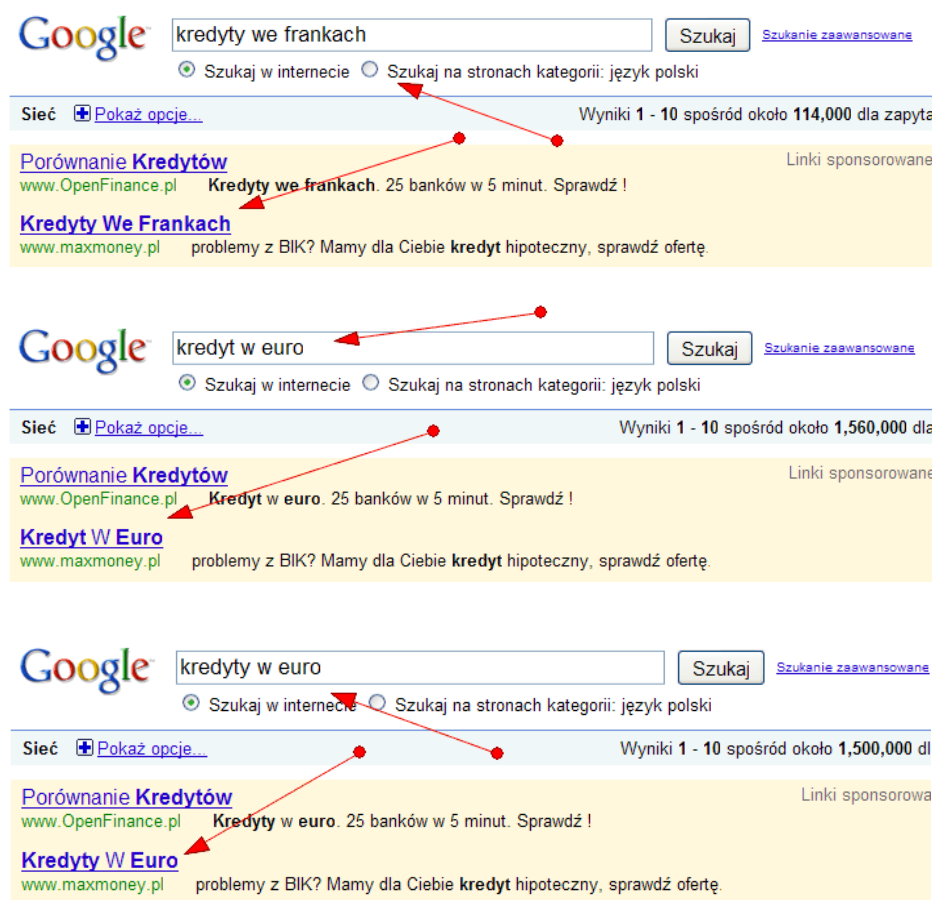 Google™ kredyty we frankach Szukaj Szukanie zaawansowane
Szukaj w internecie Szukaj na stronach kategorii: język polski
Sieć Pokaż opcje... Wyniki 1 - 10 spośród około 114,000 dla zapyta
Porównanie Kredytów Linki sponsorowane
www.OpenFinance.pl Kredyty we frankach. 25 banków w 5 minut. Sprawdź !
Kredyty We Frankach
www.maxmoney.pl problemy z BIK? Mamy dla Ciebie kredyt hipoteczny, sprawdź ofertę.
Google™ kredyt w euro Szukaj Szukanie zaawansowane
Szukaj w internecie Szukaj na stronach kategorii: język polski
Sieć Pokaż opcje... Wyniki 1 - 10 spośród około 1,560,000 dla
Porównanie Kredytów Linki sponsorowane
www.OpenFinance.pl Kredyt w euro. 25 banków w 5 minut. Sprawdź !
Kredyt W Euro
www.maxmoney.pl problemy z BIK? Mamy dla Ciebie kredyt hipoteczny, sprawdź ofertę.
Google™ kredyty w euro Szukaj Szukanie zaawansowane
Szukaj w internecie Szukaj na stronach kategorii: język polski
Sieć Pokaż opcje... Wyniki 1 - 10 spośród około 1,500,000 dl
Porównanie Kredytów Linki sponsorowa
www.OpenFinance.pl Kredyty w euro. 25 banków w 5 minut. Sprawdź !
Kredyty W Euro
www.maxmoney.pl problemy z BIK? Mamy dla Ciebie kredyt hipoteczny, sprawdź ofertę.